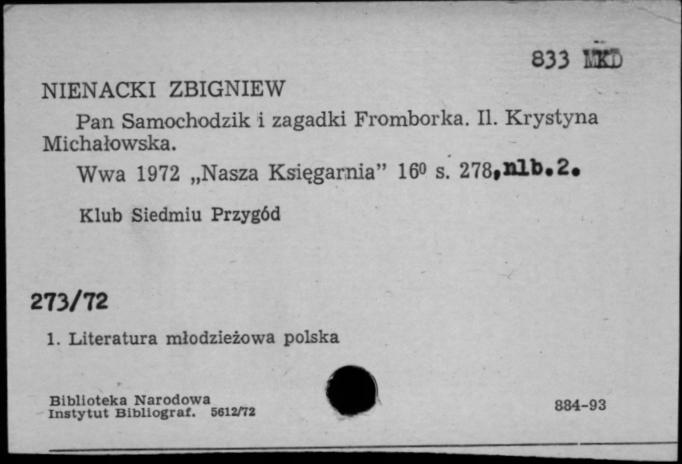 833 MKD
NIENACKI ZBIGNIEW
Pan Samochodzik i zagadki Fromborka. Il. Krystyna
Michałowska.
Wwa 1972 „Nasza Księgarnia” 16⁰ s. 278, nlb. 2.
Klub Siedmiu Przygód
273/72
1. Literatura młodzieżowa polska
Biblioteka Narodowa
Instytut Bibliograf. 5612/72
884-93